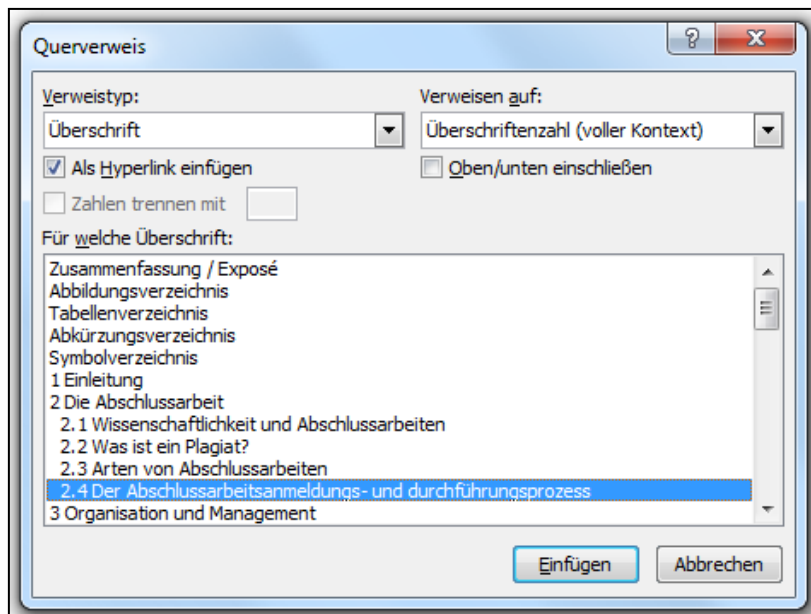 Querverweis
Verweistyp: Verweisen auf:
Überschrift Überschriftenzahl (voller Kontext)
Als Hyperlink einfügen Oben/unten einschließen
Zahlen trennen mit
Für welche Überschrift:
Zusammenfassung / Exposé
Abbildungsverzeichnis
Tabellenverzeichnis
Abkürzungsverzeichnis
Symbolverzeichnis
1 Einleitung
2 Die Abschlussarbeit
2.1 Wissenschaftlichkeit und Abschlussarbeiten
2.2 Was ist ein Plagiat?
2.3 Arten von Abschlussarbeiten
2.4 Der Abschlussarbeitsanmeldungs- und durchführungsprozess
3 Organisation und Management
Einfügen Abbrechen